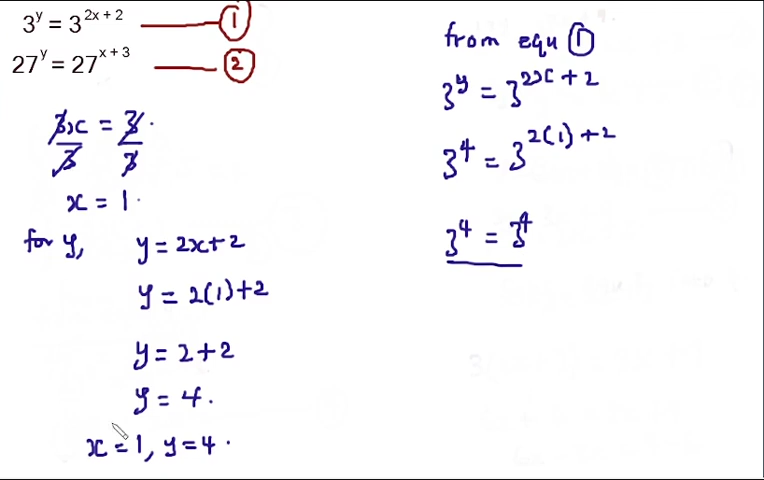 3^y = 3^{2x + 2} ——— ①
27^y = 27^{x + 3} ——— ②
3x/3 = 3/3 .
x = 1 .
for y, y = 2x+2
y = 2(1)+2
y = 2+2
y = 4 .
x = 1, y = 4 .
from equ ①
3^y = 3^{2x + 2}
3^4 = 3^{2(1) + 2}
3^4 = 3^4